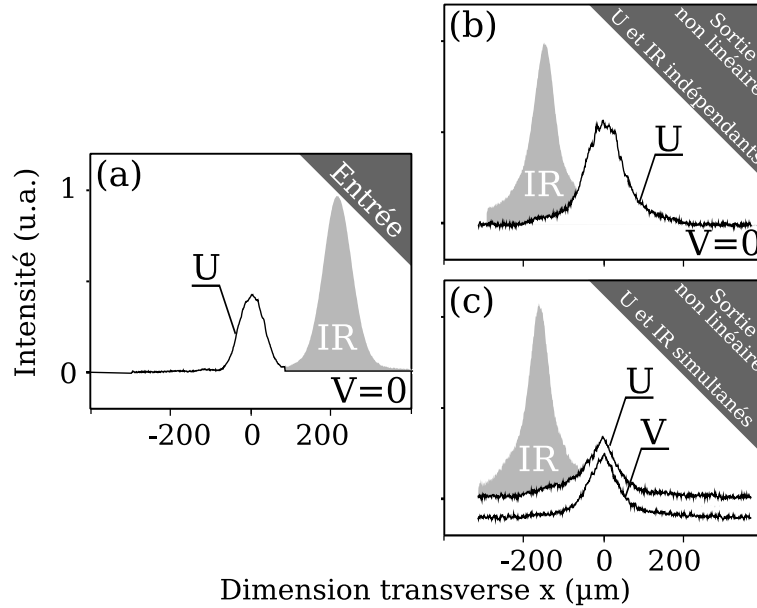 (a)
Entrée
Intensité (u.a.)
1
0
U
IR
V=0
-200
0
200
(b)
Sortie
non linéaire
U et IR indépendants
IR
U
V=0
(c)
Sortie
non linéaire
U et IR simultanés
IR
U
V
-200
0
200
Dimension transverse x (µm)